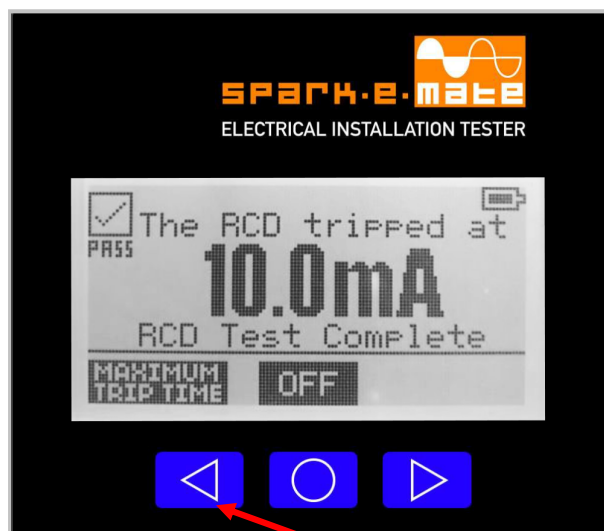 spark·e·mate
ELECTRICAL INSTALLATION TESTER
The RCD tripped at
PASS
10.0mA
RCD Test Complete
MAXIMUM
TRIP TIME
OFF